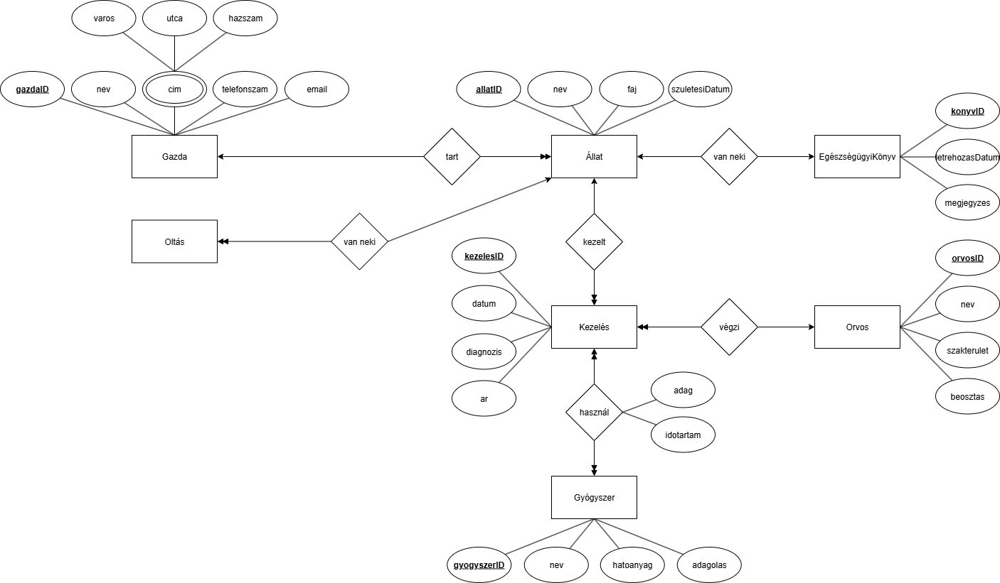 varos
utca
hazszam
gazdaID
nev
cim
telefonszam
email
allatID
nev
faj
szuletesiDatum
konyvID
Gazda
tart
Állat
van neki
EgészségügyiKönyv
letrehozasDatum
megjegyzes
Oltás
van neki
kezelt
kezelesID
orvosID
datum
nev
Kezelés
végzi
Orvos
diagnozis
szakterulet
ar
adag
beosztas
használ
idotartam
Gyógyszer
gyogyszerID
nev
hatoanyag
adagolas